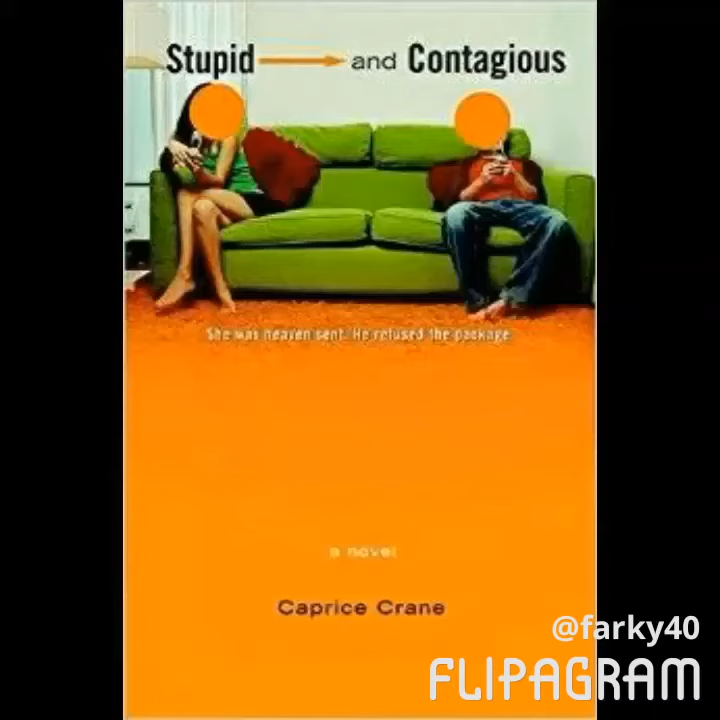 Stupid and Contagious
She was heaven sent. He refused the package.
a novel
Caprice Crane
@farky40
FLIPAGRAM